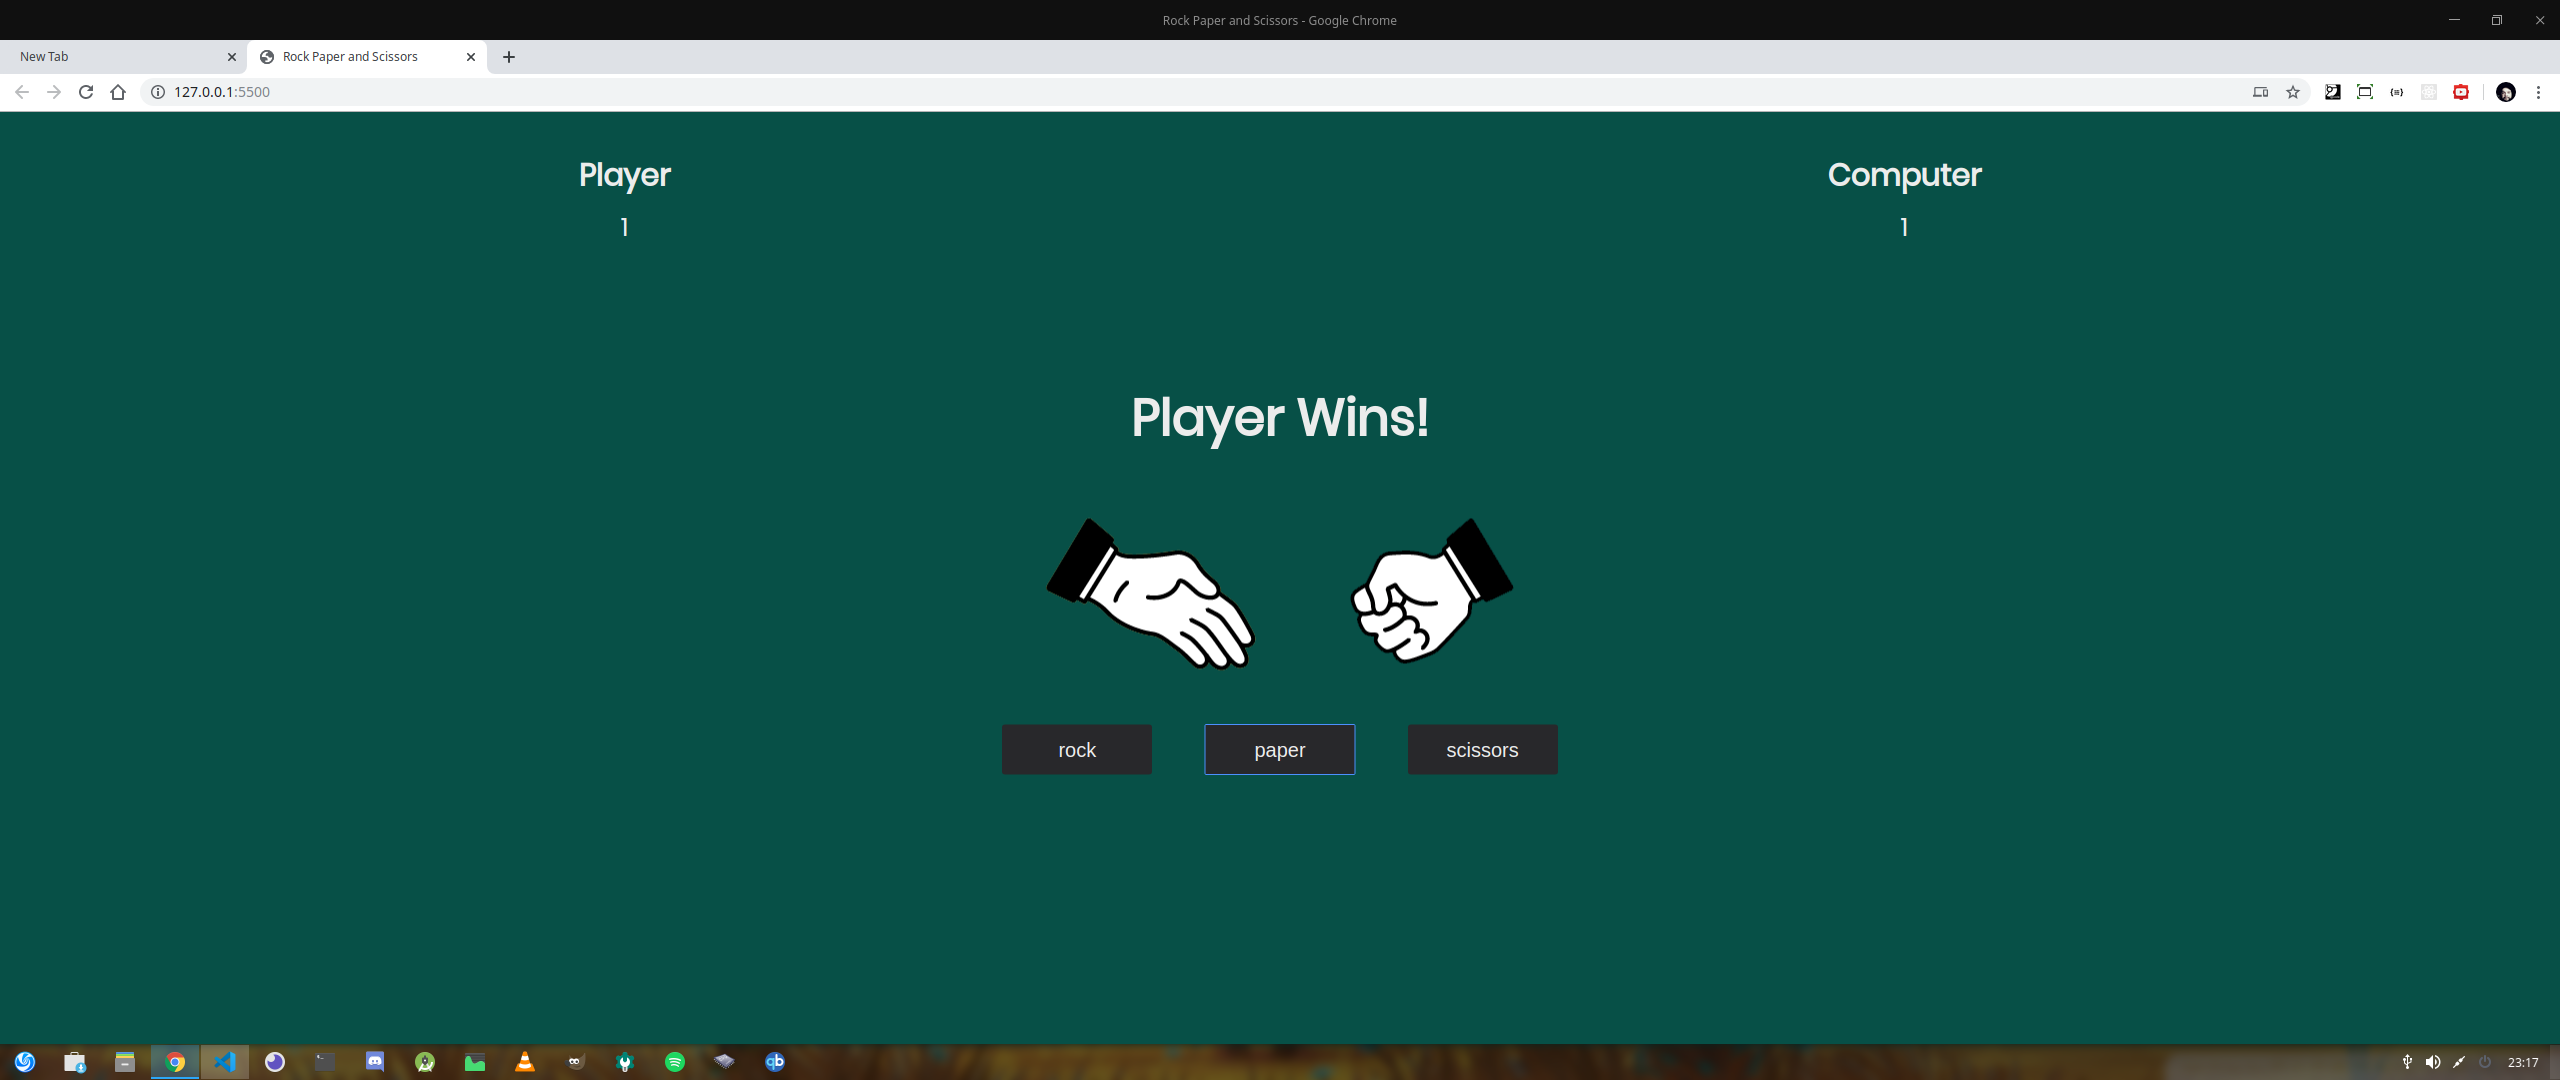 Rock Paper and Scissors - Google Chrome
New Tab
Rock Paper and Scissors
127.0.0.1:5500
Player
Computer
1
1
Player Wins!
rock
paper
scissors
qb
23:17